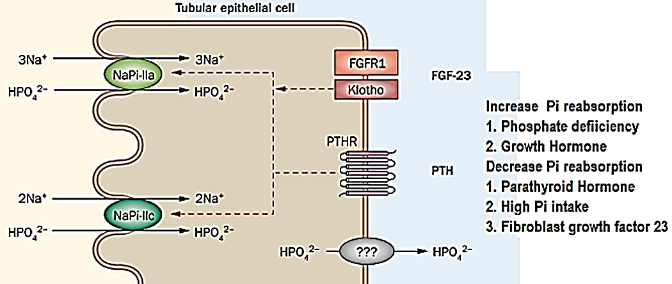 Tubular epithelial cell
3Na⁺
3Na⁺
NaPi-IIa
HPO₄²⁻
HPO₄²⁻
2Na⁺
2Na⁺
NaPi-IIc
HPO₄²⁻
HPO₄²⁻
FGFR1
Klotho
FGF-23
PTHR
PTH
HPO₄²⁻
???
HPO₄²⁻
Increase Pi reabsorption
1. Phosphate defiiciency
2. Growth Hormone
Decrease Pi reabsorption
1. Parathyroid Hormone
2. High Pi intake
3. Fibroblast growth factor 23